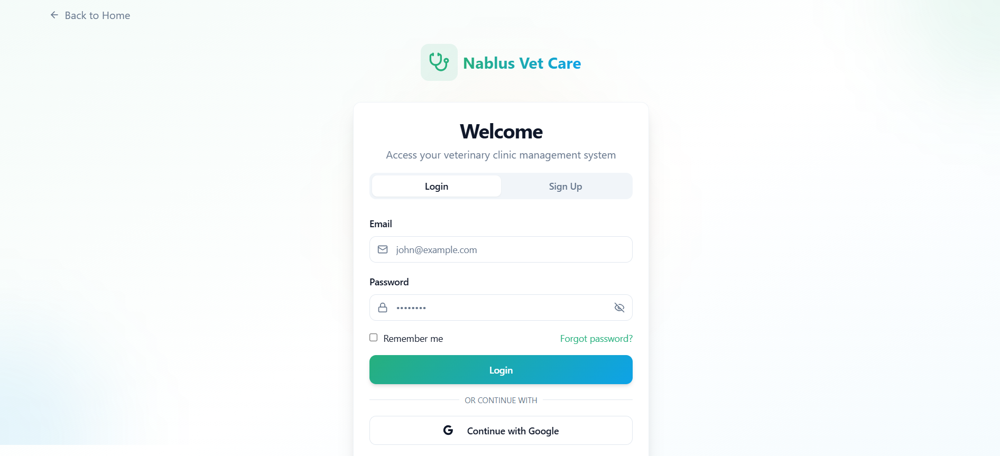 Back to Home
Nablus Vet Care
Welcome
Access your veterinary clinic management system
Login Sign Up
Email
john@example.com
Password
••••••••
Remember me Forgot password?
Login
OR CONTINUE WITH
G Continue with Google